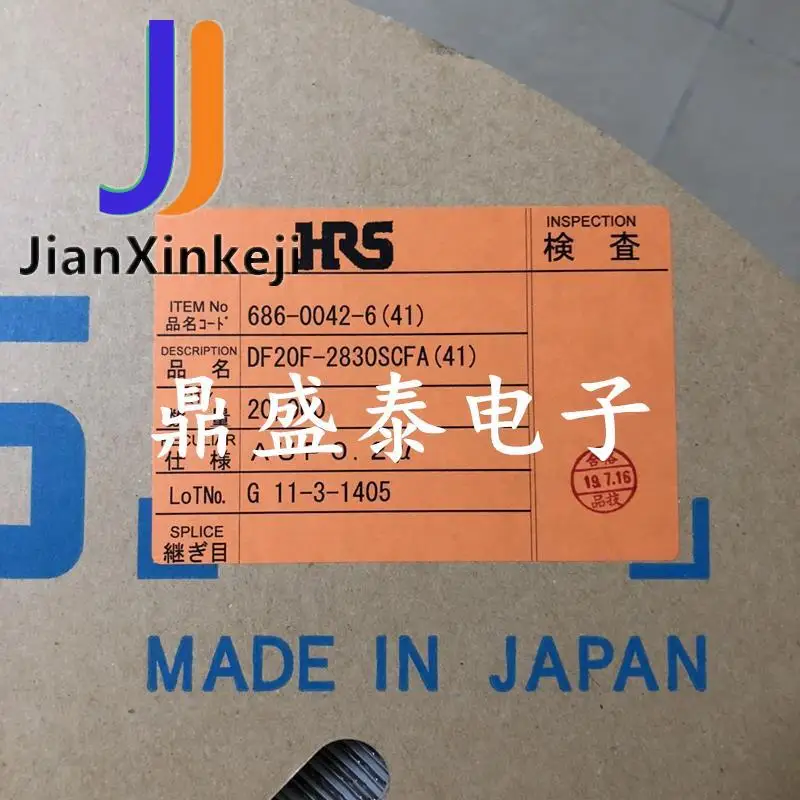 JianXinkeji
HRS
INSPECTION
検査
ITEM No
品名コード
686-0042-6(41)
DESCRIPTION
品名
DF20F-2830SCFA(41)
鼎盛泰电子
仕様
LoTNo.
G 11-3-1405
SPLICE
継ぎ目
19.7.16
品技
MADE IN JAPAN